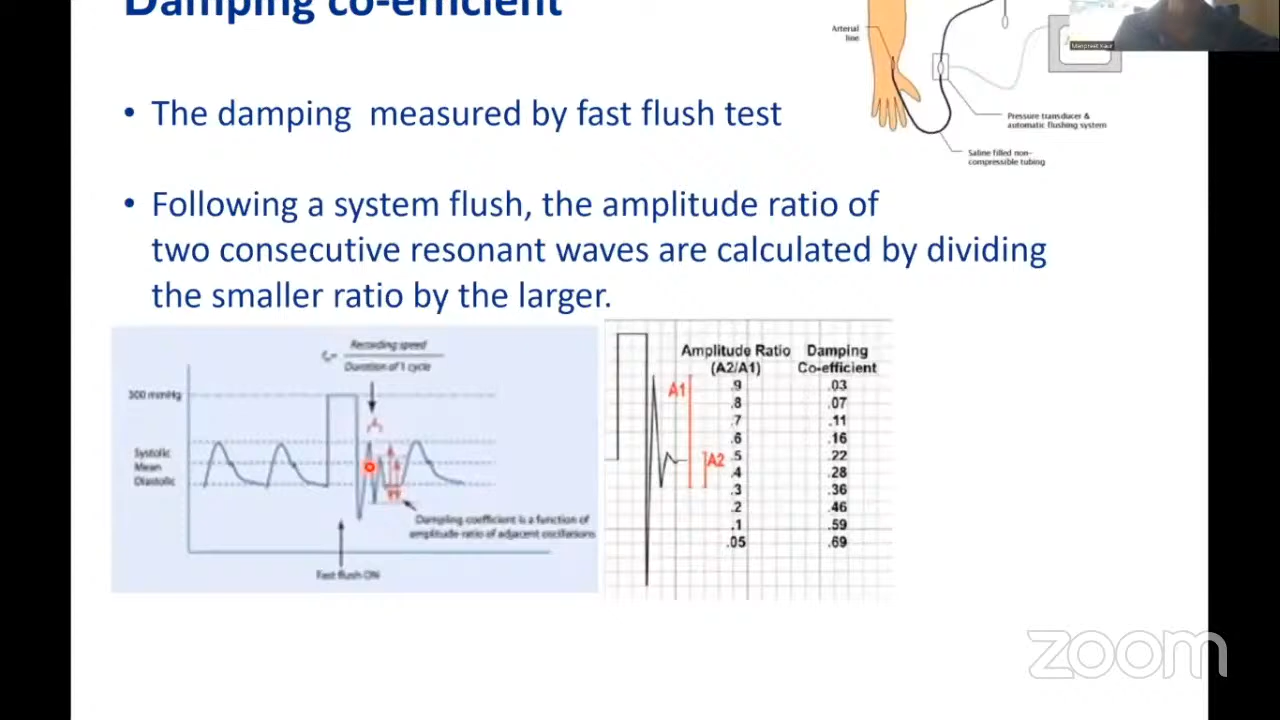 Damping co-efficient
Arterial
line
Manpreet Kaur
Pressure transducer &
automatic flushing system
Saline filled non-
compressible tubing
• The damping measured by fast flush test
• Following a system flush, the amplitude ratio of
two consecutive resonant waves are calculated by dividing
the smaller ratio by the larger.
Recording speed
Duration of 1 cycle
300 mmHg
Systolic
Mean
Diastolic
Damping coefficient is a function of
amplitude ratio of adjacent oscillations
Fast flush ON
A1
A2
Amplitude Ratio Damping
(A2/A1) Co-efficient
.9 .03
.8 .07
.7 .11
.6 .16
.5 .22
.4 .28
.3 .36
.2 .46
.1 .59
.05 .69
zoom